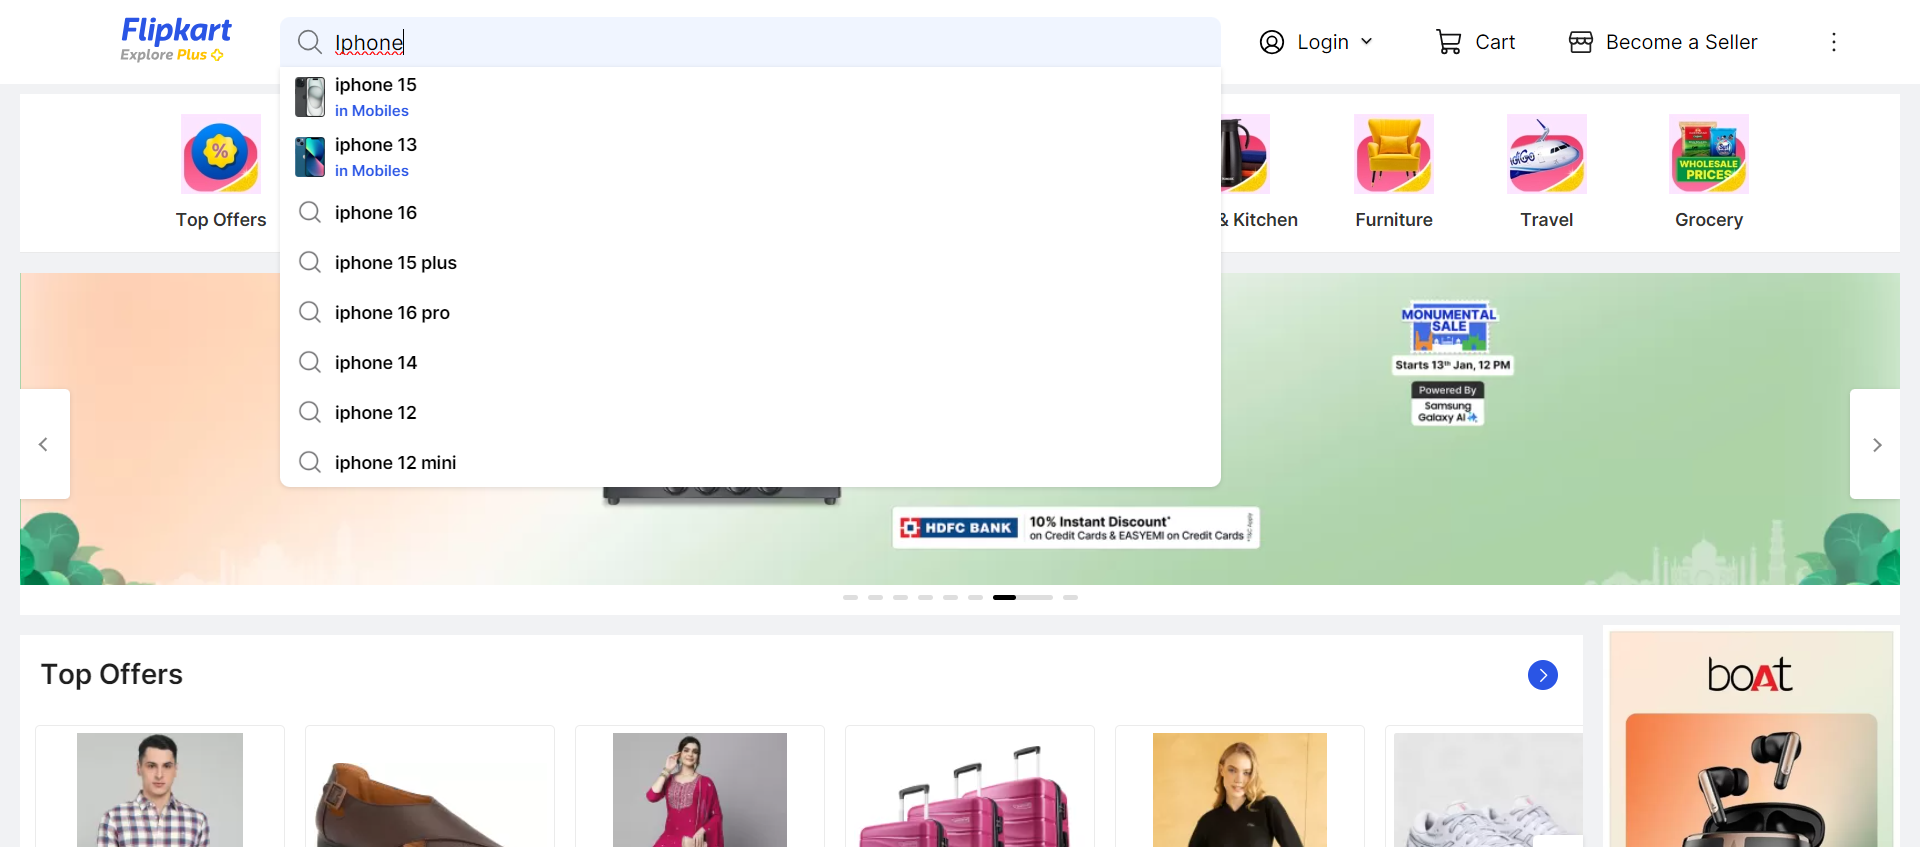 Flipkart
Explore Plus
Iphone
Login
Cart
Become a Seller
iphone 15
in Mobiles
iphone 13
in Mobiles
iphone 16
iphone 15 plus
iphone 16 pro
iphone 14
iphone 12
iphone 12 mini
%
Top Offers
& Kitchen
Furniture
IndiGo
Travel
WHOLESALE
PRICES
Grocery
MONUMENTAL
SALE
Starts 13th Jan, 12 PM
Powered By
Samsung
Galaxy AI
HDFC BANK
10% Instant Discount*
on Credit Cards & EASYEMI on Credit Cards
*T&C Apply
Top Offers
boAt